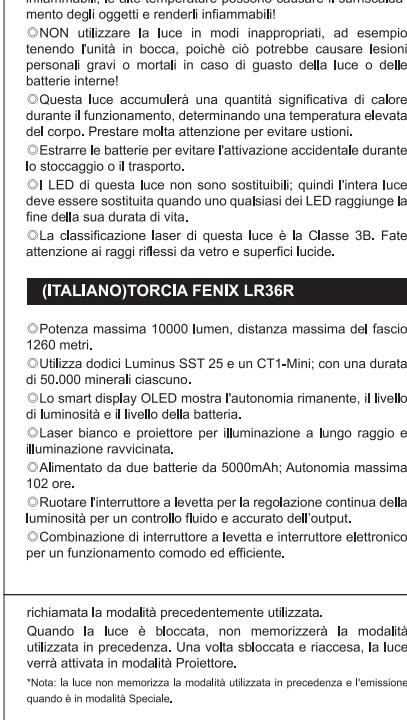 infiammabili, le alte temperature possono causare il surriscalda-
mento degli oggetti e renderli infiammabili!
◎NON utilizzare la luce in modi inappropriati, ad esempio
tenendo l'unità in bocca, poichè ciò potrebbe causare lesioni
personali gravi o mortali in caso di guasto della luce o delle
batterie interne!
◎Questa luce accumulerà una quantità significativa di calore
durante il funzionamento, determinando una temperatura elevata
del corpo. Prestare molta attenzione per evitare ustioni.
◎Estrarre le batterie per evitare l'attivazione accidentale durante
lo stoccaggio o il trasporto.
◎I LED di questa luce non sono sostituibili; quindi l'intera luce
deve essere sostituita quando uno qualsiasi dei LED raggiunge la
fine della sua durata di vita.
◎La classificazione laser di questa luce è la Classe 3B. Fate
attenzione ai raggi riflessi da vetro e superfici lucide.
(ITALIANO)TORCIA FENIX LR36R
◎Potenza massima 10000 lumen, distanza massima del fascio
1260 metri.
◎Utilizza dodici Luminus SST 25 e un CT1-Mini; con una durata
di 50.000 minerali ciascuno.
◎Lo smart display OLED mostra l'autonomia rimanente, il livello
di luminosità e il livello della batteria.
◎Laser bianco e proiettore per illuminazione a lungo raggio e
illuminazione ravvicinata.
◎Alimentato da due batterie da 5000mAh; Autonomia massima
102 ore.
◎Ruotare l'interruttore a levetta per la regolazione continua della
luminosità per un controllo fluido e accurato dell'output.
◎Combinazione di interruttore a levetta e interruttore elettronico
per un funzionamento comodo ed efficiente.
richiamata la modalità precedentemente utilizzata.
Quando la luce è bloccata, non memorizzerà la modalità
utilizzata in precedenza. Una volta sbloccata e riaccesa, la luce
verrà attivata in modalità Proiettore.
*Nota: la luce non memorizza la modalità utilizzata in precedenza e l'emissione
quando è in modalità Speciale.